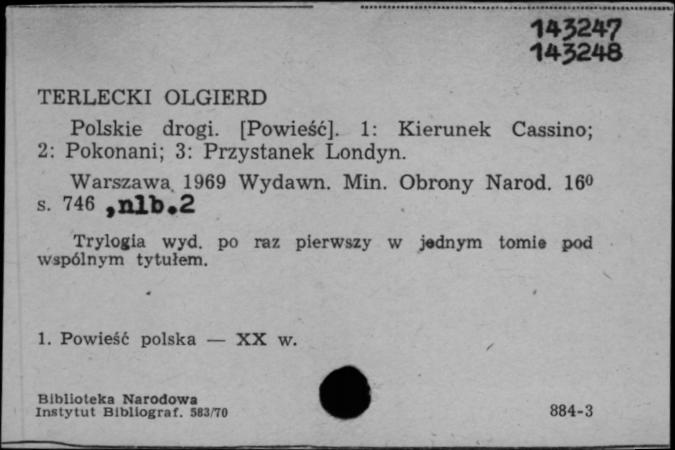 143247
143248
TERLECKI OLGIERD
Polskie drogi. [Powieść]. 1: Kierunek Cassino;
2: Pokonani; 3: Przystanek Londyn.
Warszawa 1969 Wydawn. Min. Obrony Narod. 16⁰
s. 746 ,nlb.2
Trylogia wyd. po raz pierwszy w jednym tomie pod
wspólnym tytułem.
1. Powieść polska — XX w.
Biblioteka Narodowa
Instytut Bibliograf. 583/70
884-3